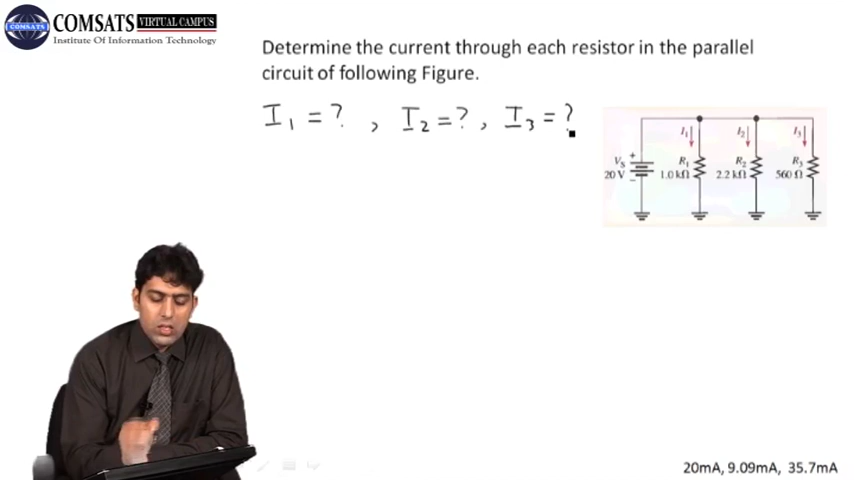 COMSATS VIRTUAL CAMPUS
COMSATS
Institute Of Information Technology
Determine the current through each resistor in the parallel
circuit of following Figure.
I₁ = ? , I₂ = ? , I₃ = ?
I₁ I₂ I₃
Vs + R₁ R₂ R₃
20 V − 1.0 kΩ 2.2 kΩ 560 Ω
20mA, 9.09mA, 35.7mA